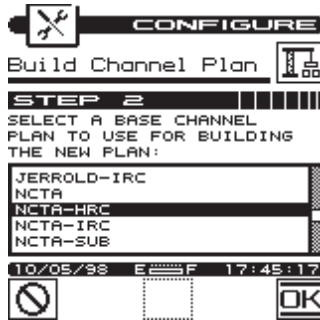 CONFIGURE
Build Channel Plan
STEP 2
SELECT A BASE CHANNEL
PLAN TO USE FOR BUILDING
THE NEW PLAN:
JERROLD-IRC
NCTA
NCTA-HRC
NCTA-IRC
NCTA-SUB
10/05/98 E F 17:45:17
OK